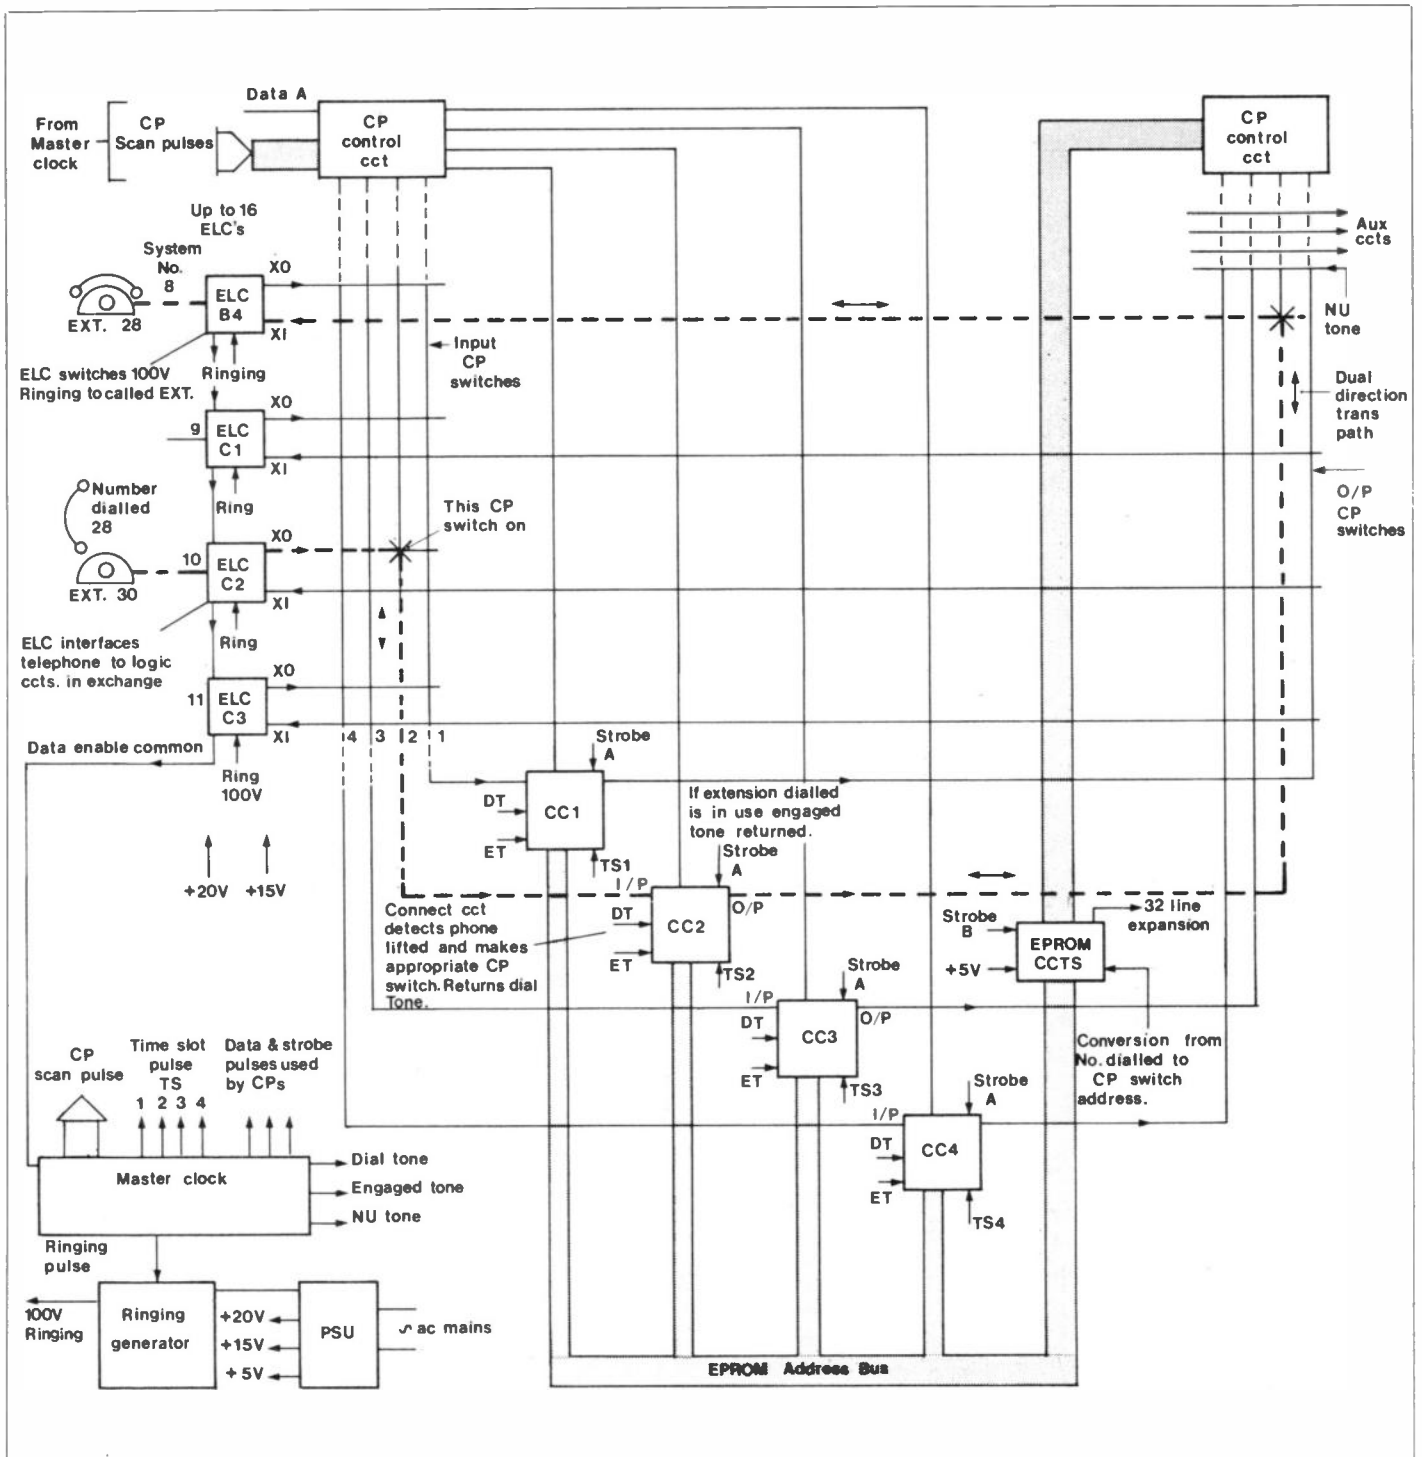 Data A
From
Master
clock
CP
Scan pulses
CP
control
cct
CP
control
cct
Up to 16
ELC's
System
No.
8
XO
ELC
B4
XI
EXT. 28
Aux
ccts
NU
tone
Input
CP
switches
ELC switches 100V
Ringing to called EXT.
Ringing
Dual
direction
trans
path
XO
9
ELC
C1
XI
Ring
Number
dialled
28
This CP
switch on
O/P
CP
switches
XO
10
ELC
C2
XI
EXT. 30
Ring
ELC interfaces
telephone to logic
ccts. in exchange
XO
11
ELC
C3
XI
4 3 2 1
Data enable common
Ring
100V
Strobe
A
DT
CC1
ET
TS1
If extension dialled
is in use engaged
tone returned.
Strobe
A
+20V +15V
I/P
O/P
DT
CC2
ET
TS2
Connect cct
detects phone
lifted and makes
appropriate CP
switch. Returns dial
Tone.
Strobe
B
+5V
EPROM
CCTS
32 line
expansion
Strobe
A
I/P
O/P
DT
CC3
ET
TS3
Conversion from
No. dialled to
CP switch
address.
Strobe
A
I/P
DT
CC4
ET
TS4
CP
scan pulse
Time slot
pulse
TS
1 2 3 4
Data & strobe
pulses used
by CPs
Master clock
Dial tone
Engaged tone
NU tone
Ringing
pulse
100V
Ringing
Ringing
generator
+20V
+15V
+ 5V
PSU
ac mains
EPROM Address Bus